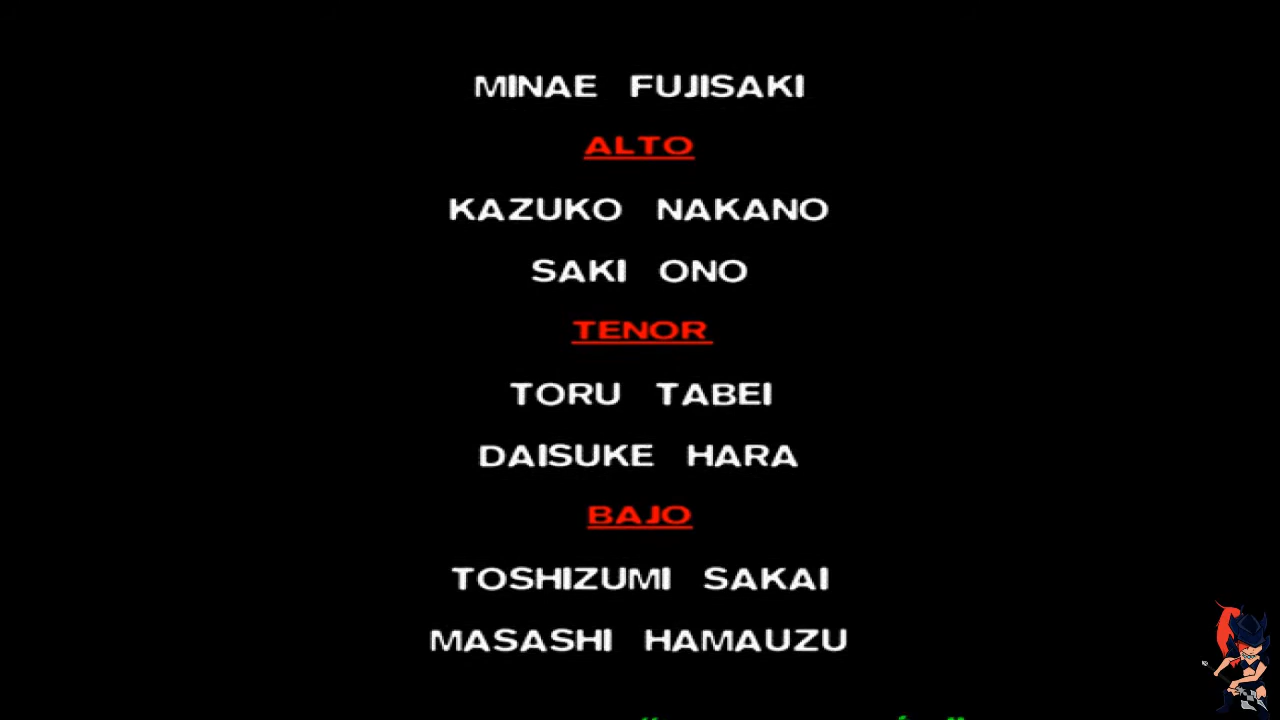 MINAE FUJISAKI
ALTO
KAZUKO NAKANO
SAKI ONO
TENOR
TORU TABEI
DAISUKE HARA
BAJO
TOSHIZUMI SAKAI
MASASHI HAMAUZU